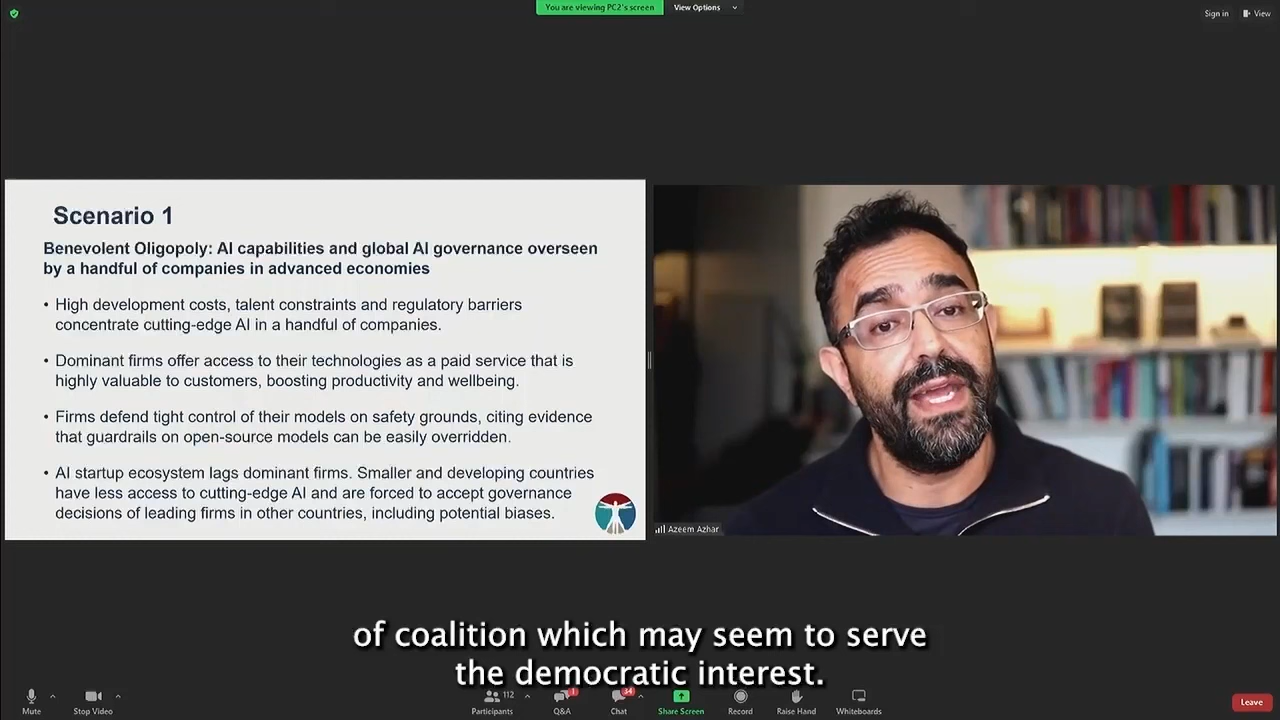 You are viewing PC2's screen
View Options
Sign in
View
Scenario 1
Benevolent Oligopoly: AI capabilities and global AI governance overseen
by a handful of companies in advanced economies
• High development costs, talent constraints and regulatory barriers
concentrate cutting-edge AI in a handful of companies.
• Dominant firms offer access to their technologies as a paid service that is
highly valuable to customers, boosting productivity and wellbeing.
• Firms defend tight control of their models on safety grounds, citing evidence
that guardrails on open-source models can be easily overridden.
• AI startup ecosystem lags dominant firms. Smaller and developing countries
have less access to cutting-edge AI and are forced to accept governance
decisions of leading firms in other countries, including potential biases.
Azeem Azhar
of coalition which may seem to serve
the democratic interest.
Mute
Stop Video
112
Participants
1
Q&A
34
Chat
Share Screen
Record
Raise Hand
Whiteboards
Leave